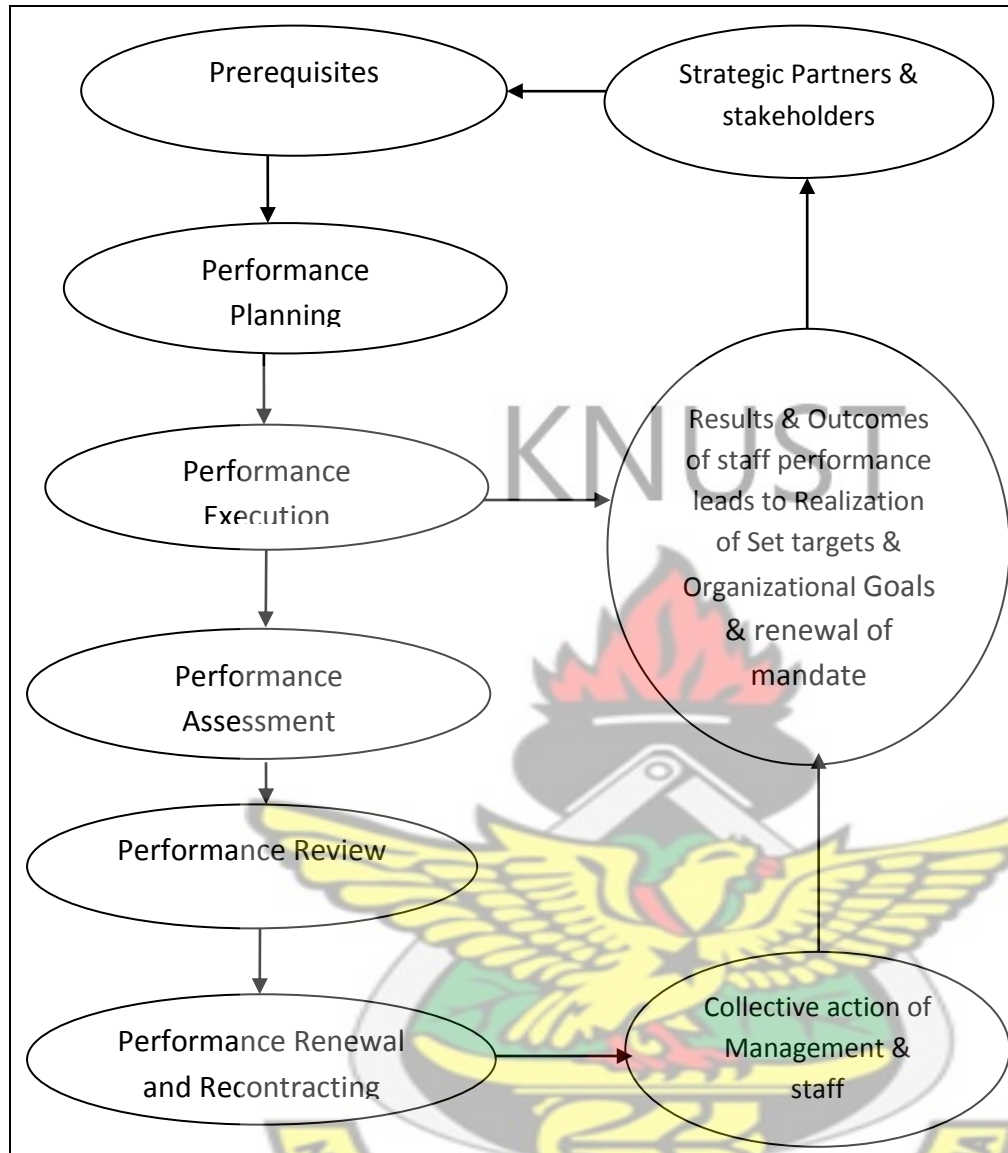 Prerequisites
Strategic Partners &
stakeholders
Performance
Planning
Performance
Execution
KNUST
Results & Outcomes
of staff performance
leads to Realization
of Set targets &
Organizational Goals
& renewal of
mandate
Performance
Assessment
Performance Review
Performance Renewal
and Recontracting
Collective action of
Management &
staff